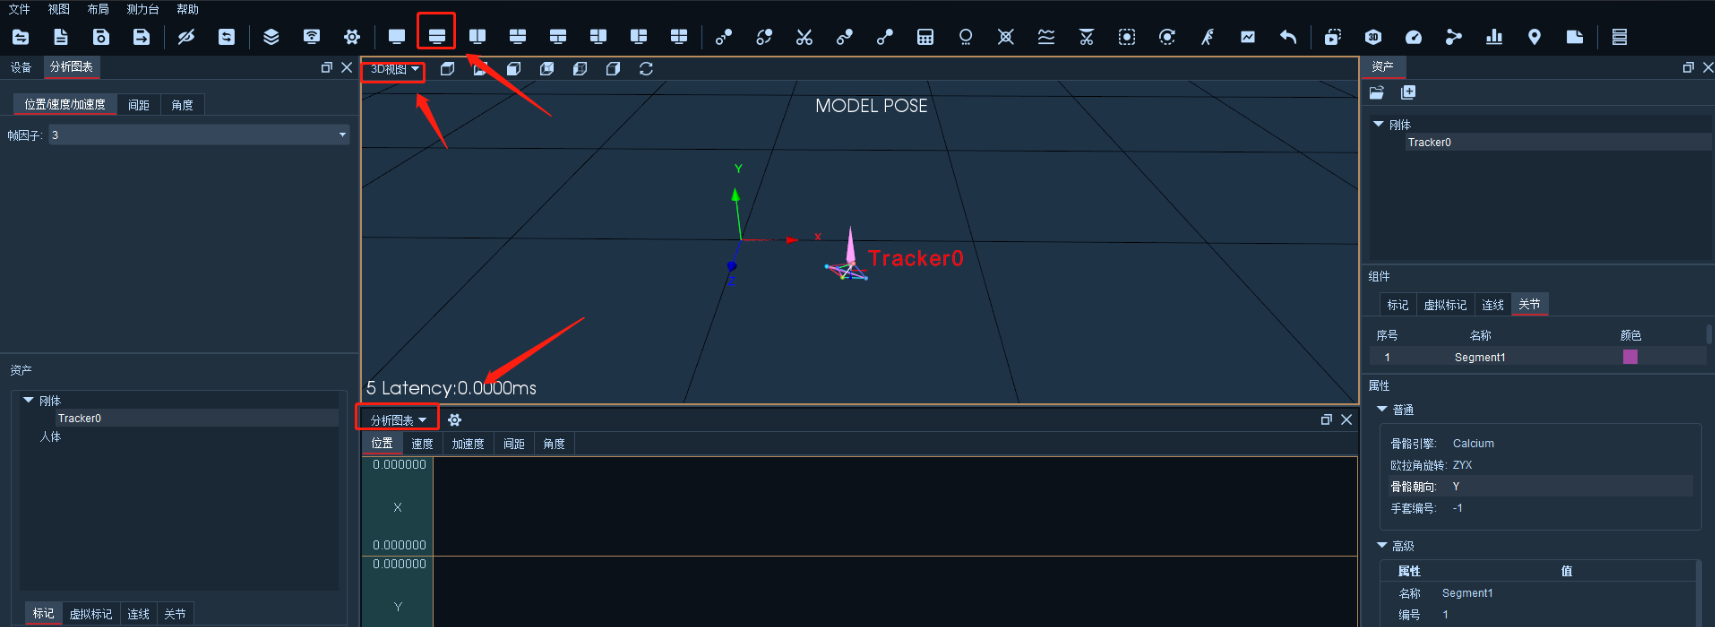 文件 视图 布局 测力台 帮助
设备 分析图表
位置/速度/加速度 间距 角度
帧因子: 3
资产
刚体
Tracker0
人体
标记 虚拟标记 连线 关节
3D视图
MODEL POSE
Y
X
Z
Tracker0
5 Latency:0.0000ms
分析图表
位置 速度 加速度 间距 角度
0.000000
X
0.000000
0.000000
Y
资产
刚体
Tracker0
组件
标记 虚拟标记 连线 关节
序号 名称 颜色
1 Segment1
属性
普通
骨骼引擎: Calcium
欧拉角旋转: ZYX
骨骼朝向: Y
手套编号: -1
高级
属性 值
名称 Segment1
编号 1